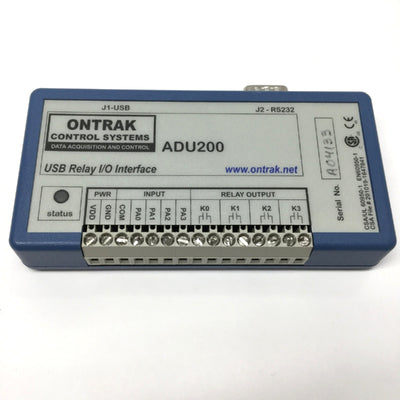 J1-USB
J2 - RS232
ONTRAK
CONTROL SYSTEMS
DATA ACQUISITION AND CONTROL
ADU200
USB Relay I/O Interface
www.ontrak.net
status
PWR
INPUT
RELAY OUTPUT
VDD
GND
COM
PA0
PA1
PA2
PA3
K0
K1
K2
K3
Serial No.
A04133